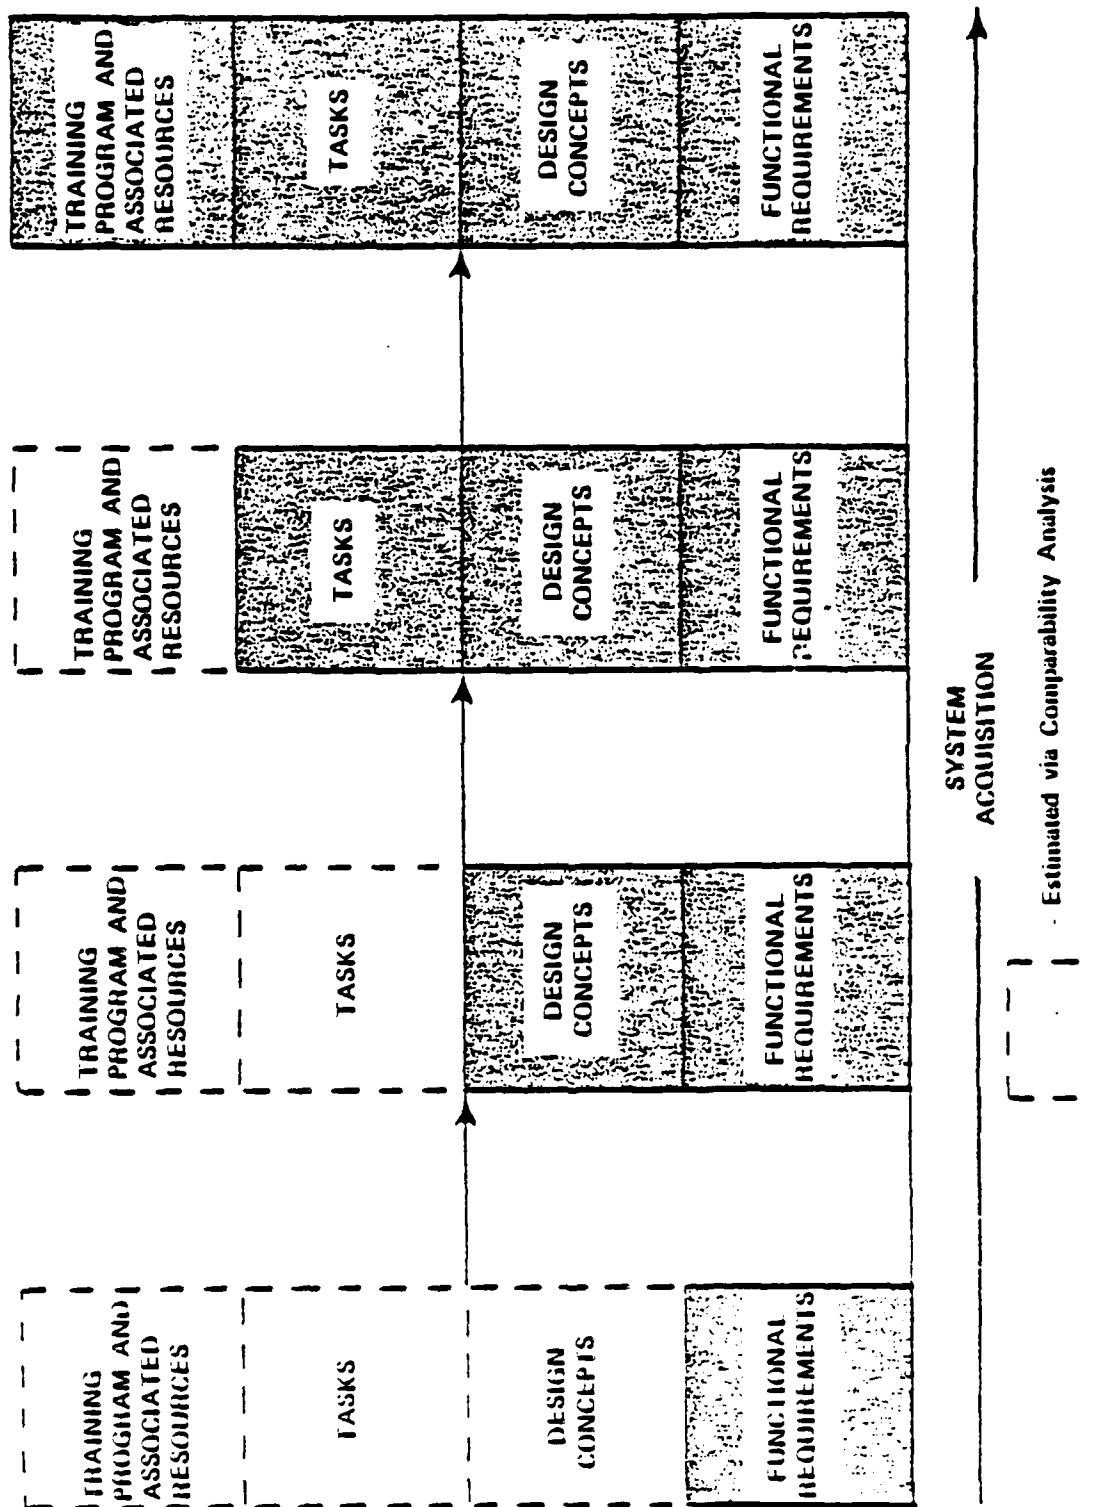 TRAINING
PROGRAM AND
ASSOCIATED
RESOURCES
TASKS
DESIGN
CONCEPTS
FUNCTIONAL
REQUIREMENTS
TRAINING
PROGRAM AND
ASSOCIATED
RESOURCES
TASKS
DESIGN
CONCEPTS
FUNCTIONAL
REQUIREMENTS
TRAINING
PROGRAM AND
ASSOCIATED
RESOURCES
TASKS
DESIGN
CONCEPTS
FUNCTIONAL
REQUIREMENTS
TRAINING
PROGRAM AND
ASSOCIATED
RESOURCES
TASKS
DESIGN
CONCEPTS
FUNCTIONAL
REQUIREMENTS
SYSTEM
ACQUISITION
- Estimated via Comparability Analysis